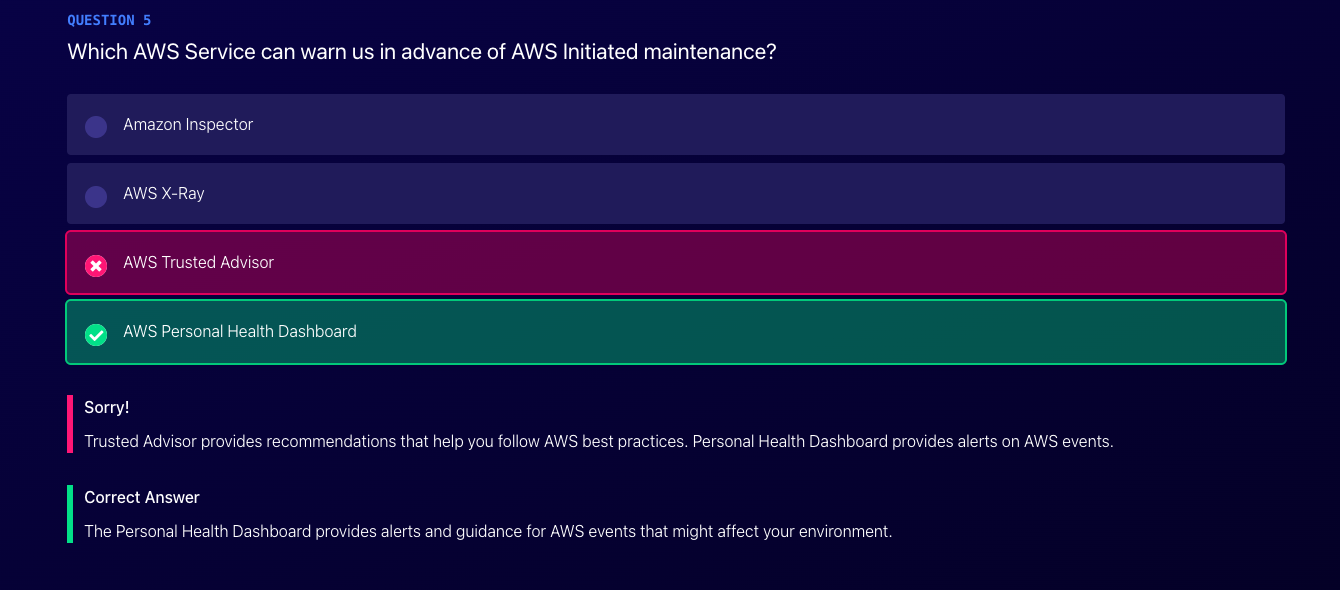 QUESTION 5
Which AWS Service can warn us in advance of AWS Initiated maintenance?
Amazon Inspector
AWS X-Ray
AWS Trusted Advisor
AWS Personal Health Dashboard
Sorry!
Trusted Advisor provides recommendations that help you follow AWS best practices. Personal Health Dashboard provides alerts on AWS events.
Correct Answer
The Personal Health Dashboard provides alerts and guidance for AWS events that might affect your environment.